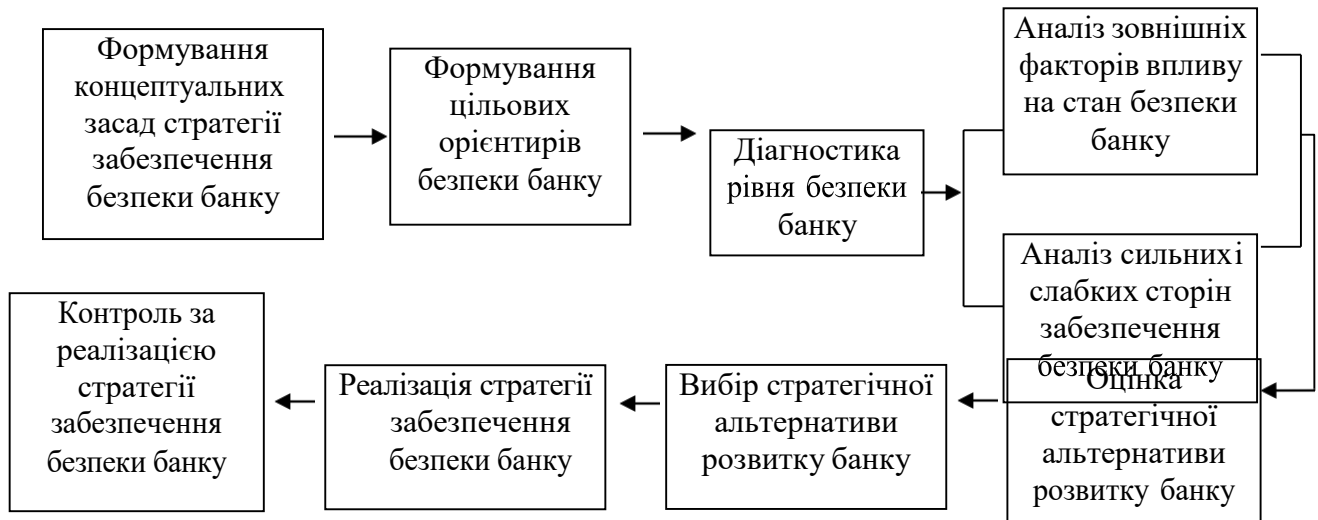 Формування
концептуальних
засад стратегії
забезпечення
безпеки банку
Формування
цільових
орієнтирів
безпеки банку
Діагностика
рівня безпеки
банку
Аналіз зовнішніх
факторів впливу
на стан безпеки
банку
Аналіз сильних і
слабких сторін
забезпечення
безпеки банку
Оцінка
стратегічної
альтернативи
розвитку банку
Вибір стратегічної
альтернативи
розвитку банку
Реалізація стратегії
забезпечення
безпеки банку
Контроль за
реалізацією
стратегії
забезпечення
безпеки банку